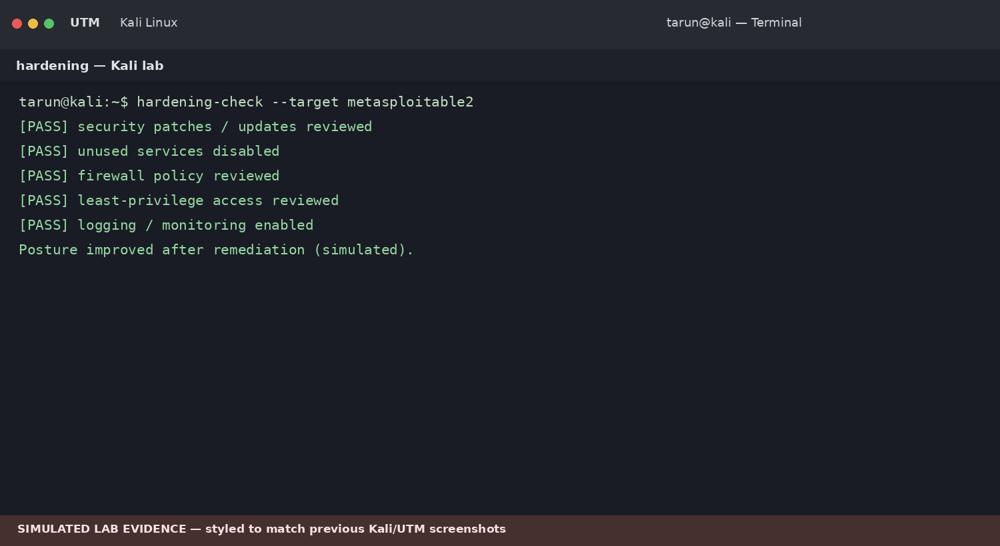 UTM Kali Linux tarun@kali — Terminal
hardening — Kali lab
tarun@kali:~$ hardening-check --target metasploitable2
[PASS] security patches / updates reviewed
[PASS] unused services disabled
[PASS] firewall policy reviewed
[PASS] least-privilege access reviewed
[PASS] logging / monitoring enabled
Posture improved after remediation (simulated).
SIMULATED LAB EVIDENCE — styled to match previous Kali/UTM screenshots